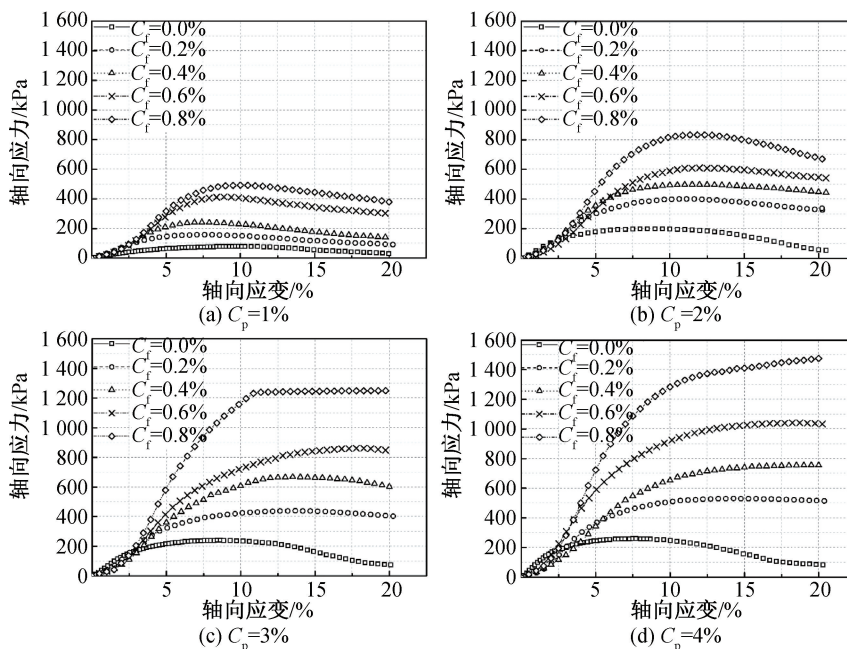 1 600
1 400
1 200
1 000
800
600
400
200
0
轴向应力/kPa
C_f=0.0%
C_f=0.2%
C_f=0.4%
C_f=0.6%
C_f=0.8%
5 10 15 20
轴向应变/%
(a) C_p=1%
1 600
1 400
1 200
1 000
800
600
400
200
0
轴向应力/kPa
C_f=0.0%
C_f=0.2%
C_f=0.4%
C_f=0.6%
C_f=0.8%
5 10 15 20
轴向应变/%
(b) C_p=2%
1 600
1 400
1 200
1 000
800
600
400
200
0
轴向应力/kPa
C_f=0.0%
C_f=0.2%
C_f=0.4%
C_f=0.6%
C_f=0.8%
5 10 15 20
轴向应变/%
(c) C_p=3%
1 600
1 400
1 200
1 000
800
600
400
200
0
轴向应力/kPa
C_f=0.0%
C_f=0.2%
C_f=0.4%
C_f=0.6%
C_f=0.8%
5 10 15 20
轴向应变/%
(d) C_p=4%